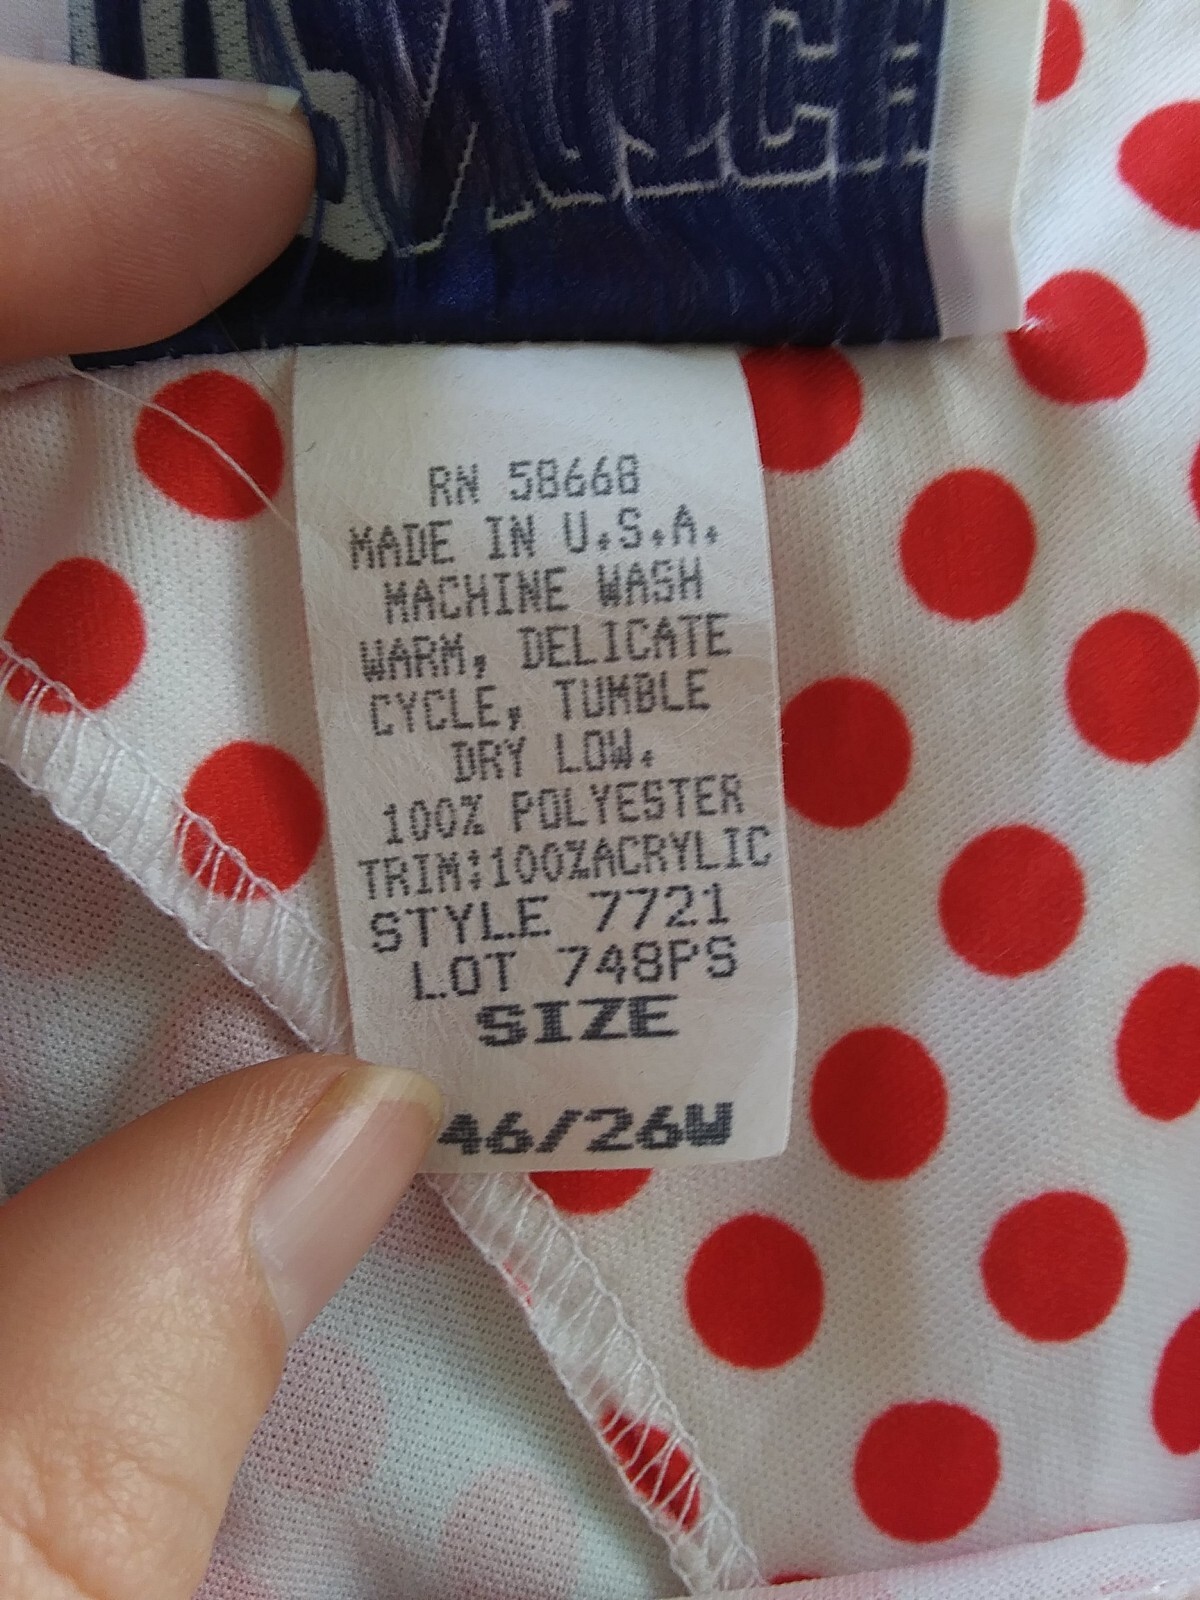 RN 58668
MADE IN U.S.A.
MACHINE WASH
WARM, DELICATE
CYCLE, TUMBLE
DRY LOW.
100% POLYESTER
TRIM:100%ACRYLIC
STYLE 7721
LOT 748PS
SIZE
46/26W